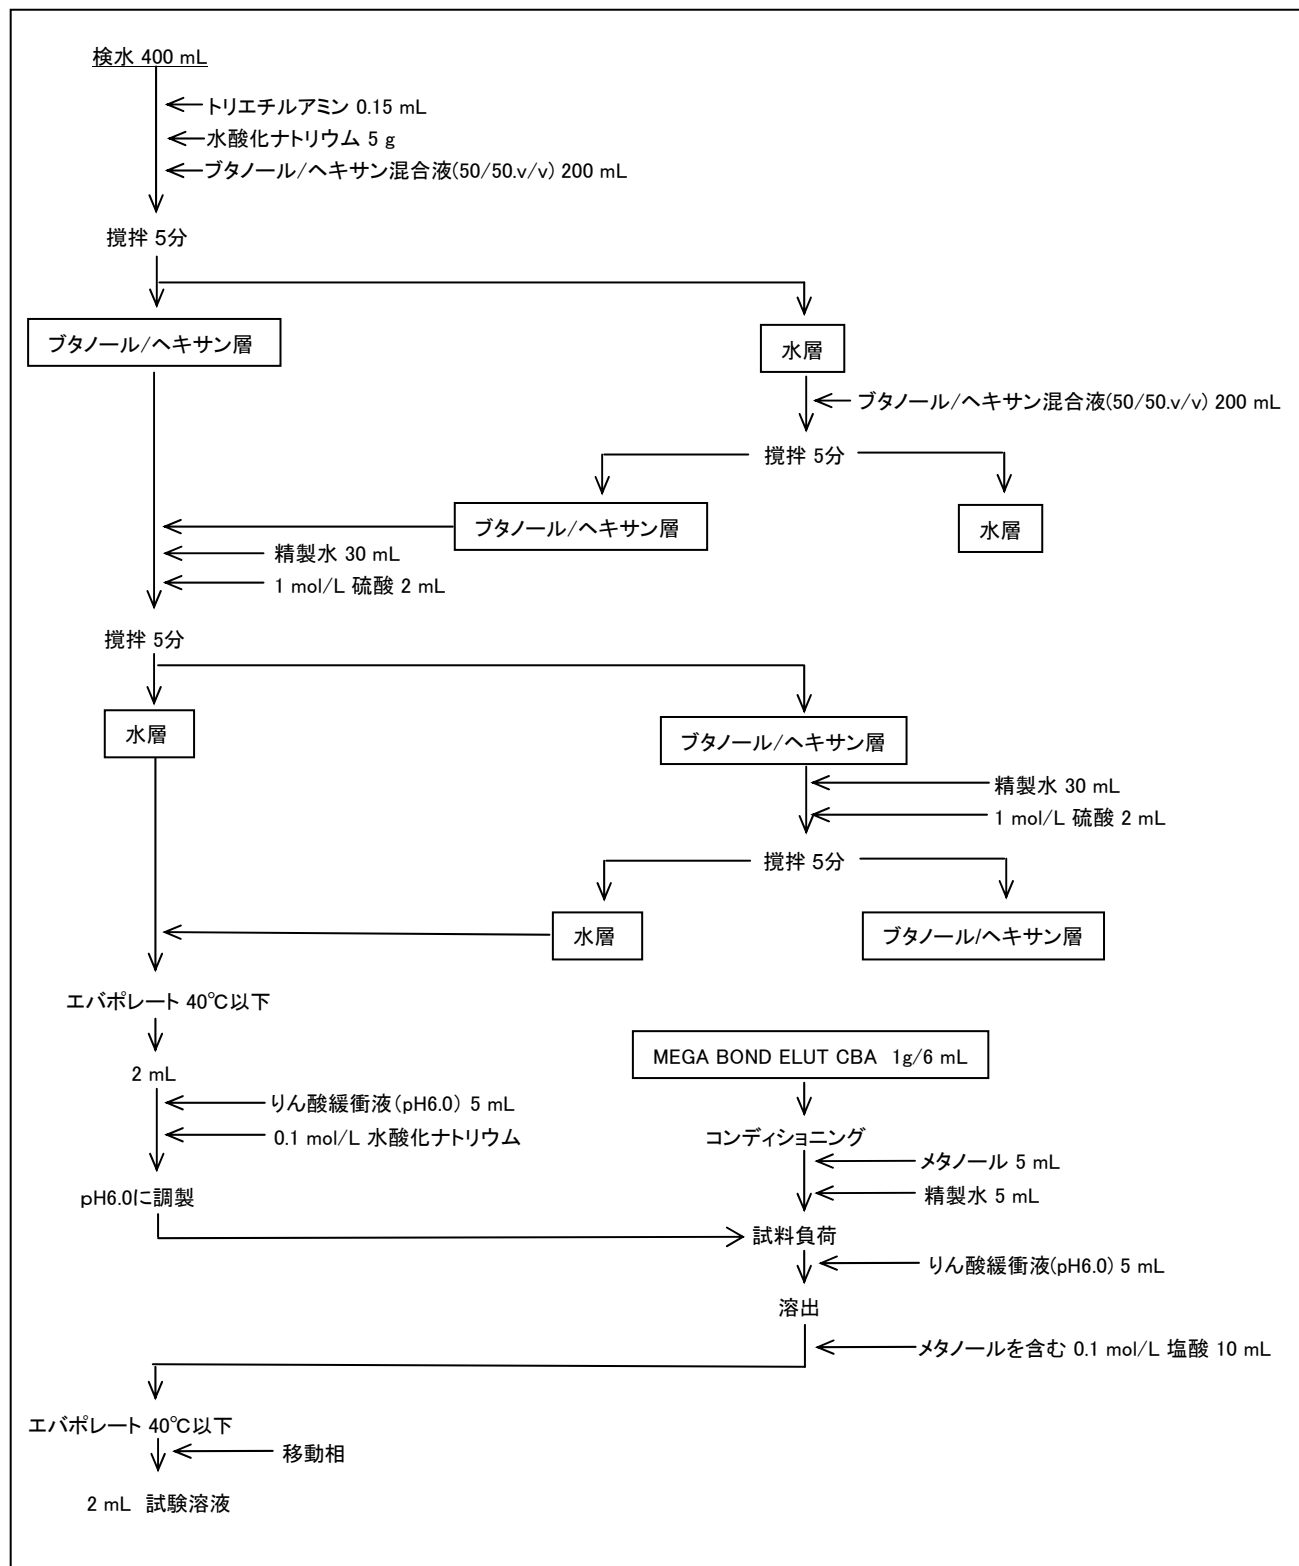 検水 400 mL
トリエチルアミン 0.15 mL
水酸化ナトリウム 5 g
ブタノール/ヘキサン混合液(50/50.v/v) 200 mL
撹拌 5分
ブタノール/ヘキサン層
水層
ブタノール/ヘキサン混合液(50/50.v/v) 200 mL
撹拌 5分
ブタノール/ヘキサン層
水層
精製水 30 mL
1 mol/L 硫酸 2 mL
撹拌 5分
水層
ブタノール/ヘキサン層
精製水 30 mL
1 mol/L 硫酸 2 mL
撹拌 5分
水層
ブタノール/ヘキサン層
エバポレート 40℃以下
2 mL
りん酸緩衝液(pH6.0) 5 mL
0.1 mol/L 水酸化ナトリウム
pH6.0に調製
MEGA BOND ELUT CBA 1g/6 mL
コンディショニング
メタノール 5 mL
精製水 5 mL
試料負荷
りん酸緩衝液(pH6.0) 5 mL
溶出
メタノールを含む 0.1 mol/L 塩酸 10 mL
エバポレート 40℃以下
移動相
2 mL 試験溶液